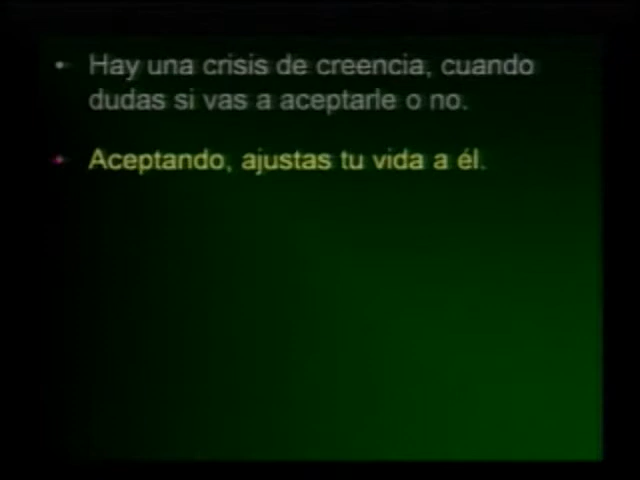 • Hay una crisis de creencia, cuando
dudas si vas a aceptarle o no.
• Aceptando, ajustas tu vida a él.